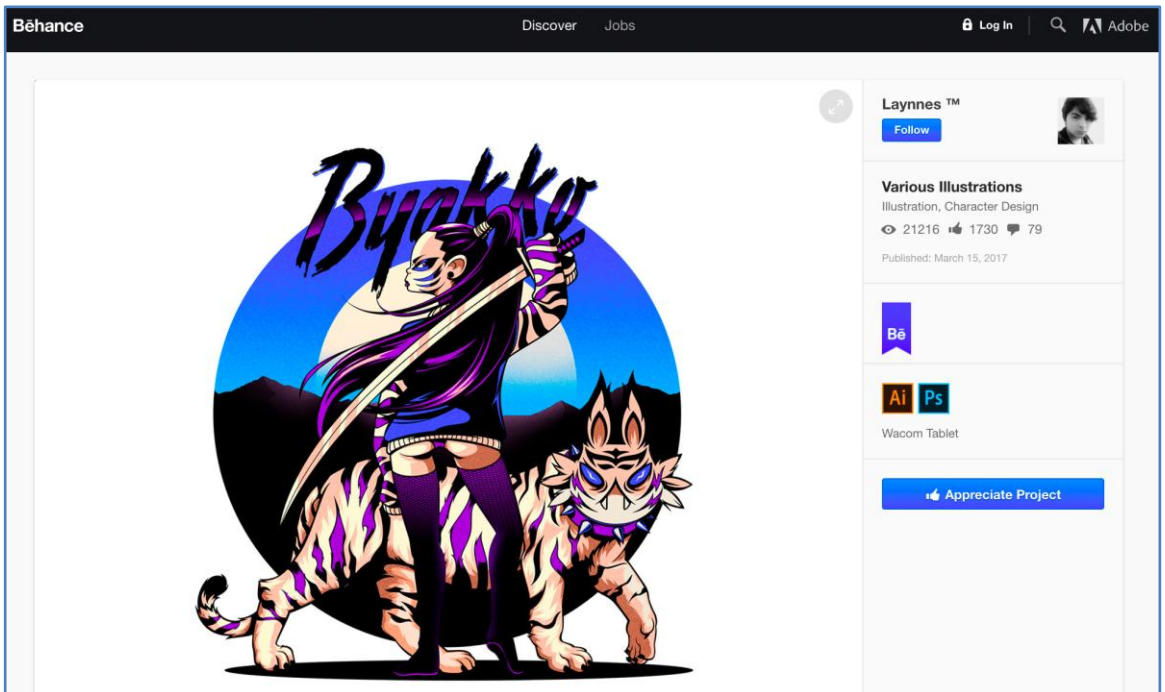 Bēhance
Discover Jobs
Log In
Adobe
Byakko
Laynnes ™
Follow
Various Illustrations
Illustration, Character Design
21216 1730 79
Published: March 15, 2017
Bē
Ai Ps
Wacom Tablet
Appreciate Project